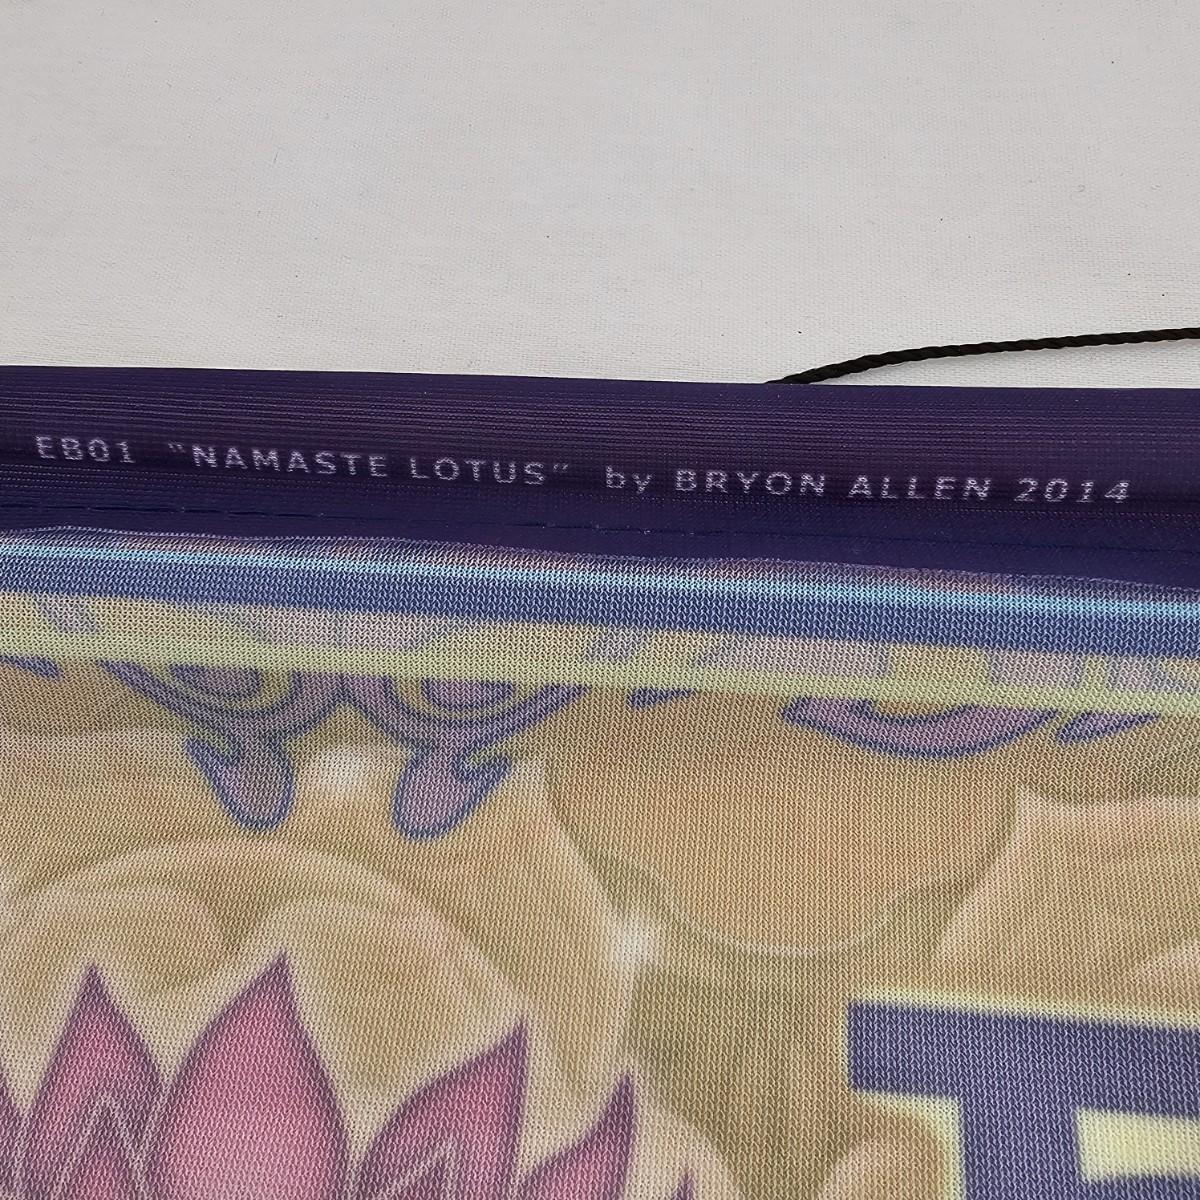 EB01 "NAMASTE LOTUS" by BRYON ALLEN 2014